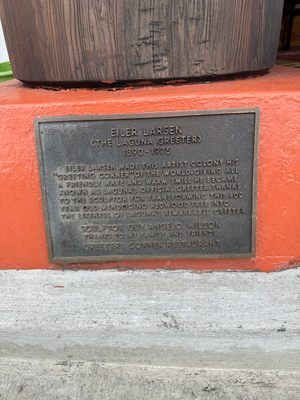 EILER LARSEN
(THE LAGUNA GREETER)
1890-1975
EILER LARSEN MADE THIS ARTIST COLONY HIS
"GREETING CORNER" OF THE WORLD. GIVING ALL
A FRIENDLY WAVE AND WARM SMILE HE BECAME
KNOWN AS LAGUNA'S OFFICIAL GREETER. THANKS
TO THE SCULPTOR FOR TRANSFORMING THIS 400
YEAR OLD MENDOCINO REDWOOD TREE INTO
THE LIKENESS OF LAGUNA'S REMARKABLE GREETER
SCULPTOR GUY ANGELO WILSON
THANKS TO MY FAMILY AND FRIENDS
GREETER'S CORNER RESTAURANT